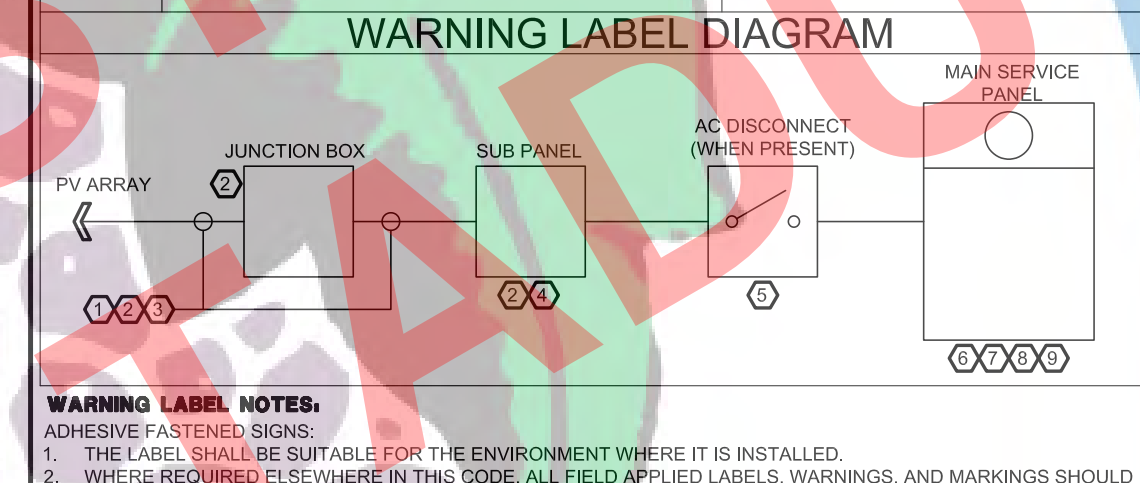 WARNING LABEL DIAGRAM
MAIN SERVICE
PANEL
AC DISCONNECT
(WHEN PRESENT)
JUNCTION BOX
SUB PANEL
PV ARRAY
2
1 2 3
2 4
5
6 7 8 9
WARNING LABEL NOTES:
ADHESIVE FASTENED SIGNS:
1. THE LABEL SHALL BE SUITABLE FOR THE ENVIRONMENT WHERE IT IS INSTALLED.
2. WHERE REQUIRED ELSEWHERE IN THIS CODE, ALL FIELD APPLIED LABELS, WARNINGS, AND MARKINGS SHOULD
TADU